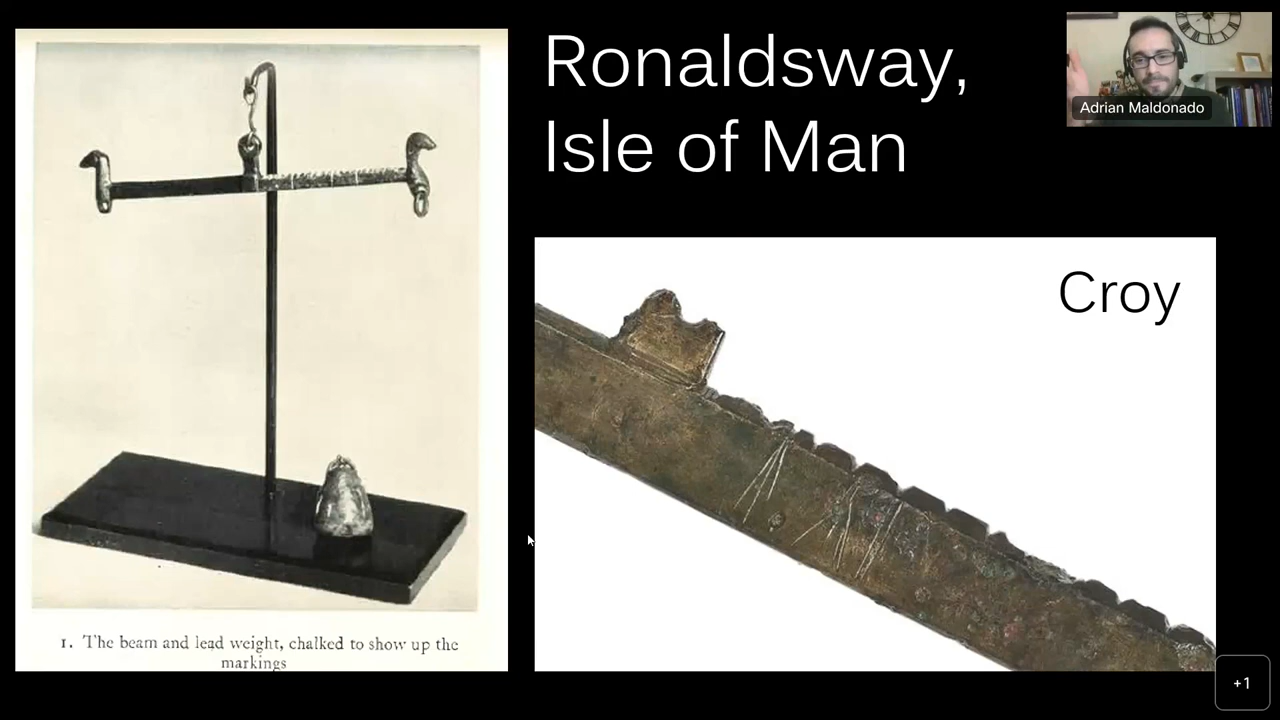 Ronaldsway,
Isle of Man
Adrian Maldonado
Croy
1. The beam and lead weight, chalked to show up the
markings
+1